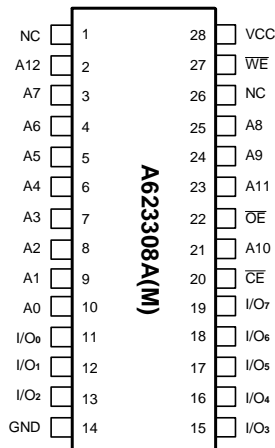 NC 1 28 VCC
A12 2 27 WE
A7 3 26 NC
A6 4 25 A8
A5 5 24 A9
A4 6 23 A11
A3 7 22 OE
A2 8 21 A10
A1 9 20 CE
A0 10 19 I/O7
I/O0 11 18 I/O6
I/O1 12 17 I/O5
I/O2 13 16 I/O4
GND 14 15 I/O3
A623308A(M)